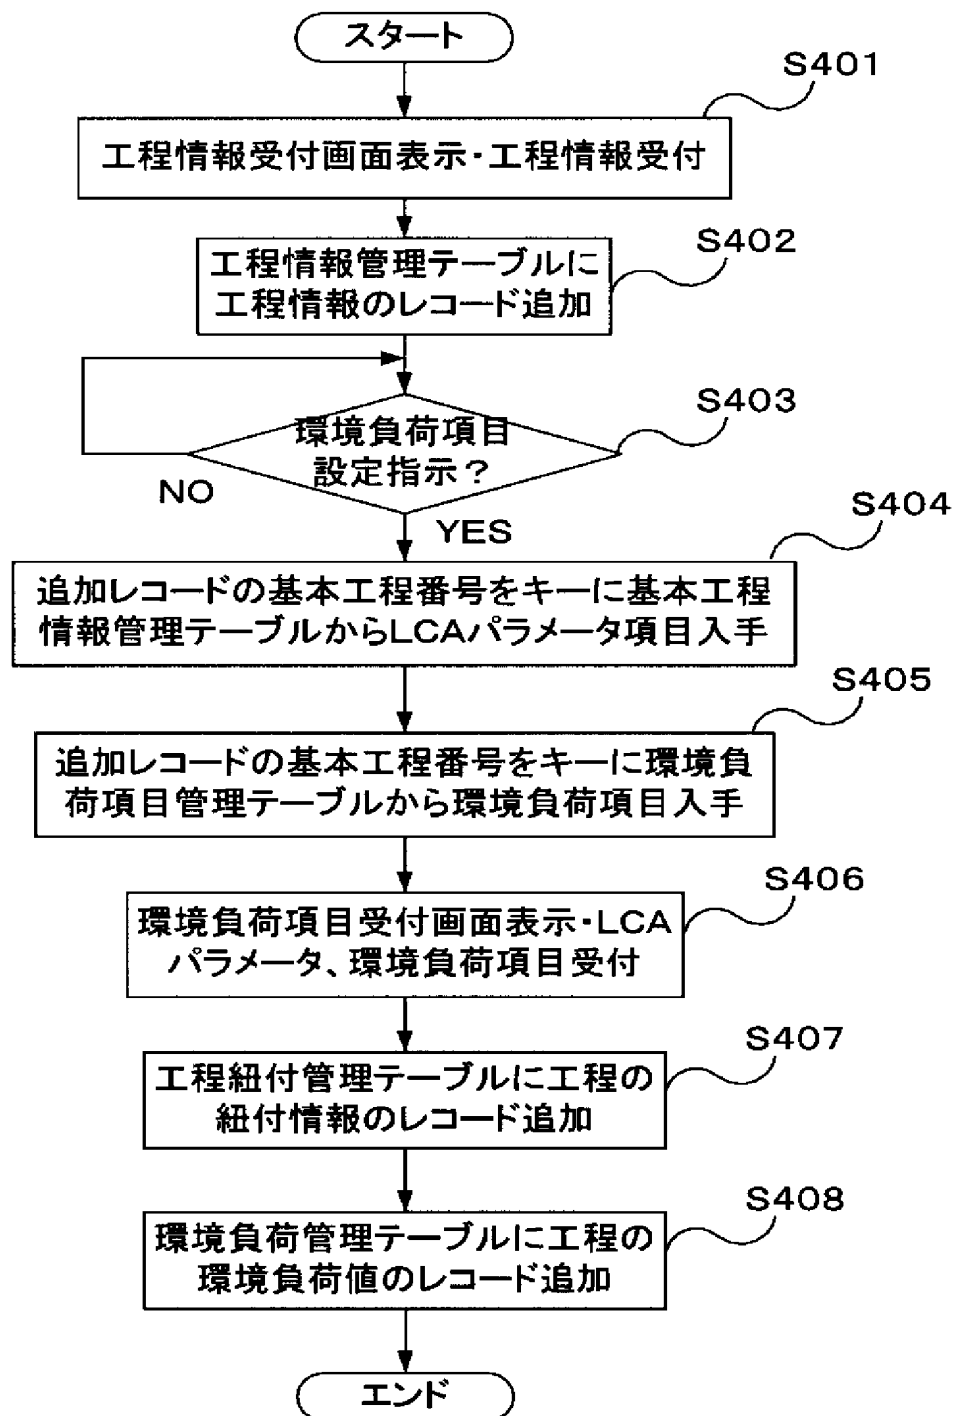 スタート
S401
工程情報受付画面表示・工程情報受付
S402
工程情報管理テーブルに
工程情報のレコード追加
S403
環境負荷項目
設定指示？
NO
YES
S404
追加レコードの基本工程番号をキーに基本工程
情報管理テーブルからLCAパラメータ項目入手
S405
追加レコードの基本工程番号をキーに環境負
荷項目管理テーブルから環境負荷項目入手
S406
環境負荷項目受付画面表示・LCA
パラメータ、環境負荷項目受付
S407
工程紐付管理テーブルに工程の
紐付情報のレコード追加
S408
環境負荷管理テーブルに工程の
環境負荷値のレコード追加
エンド